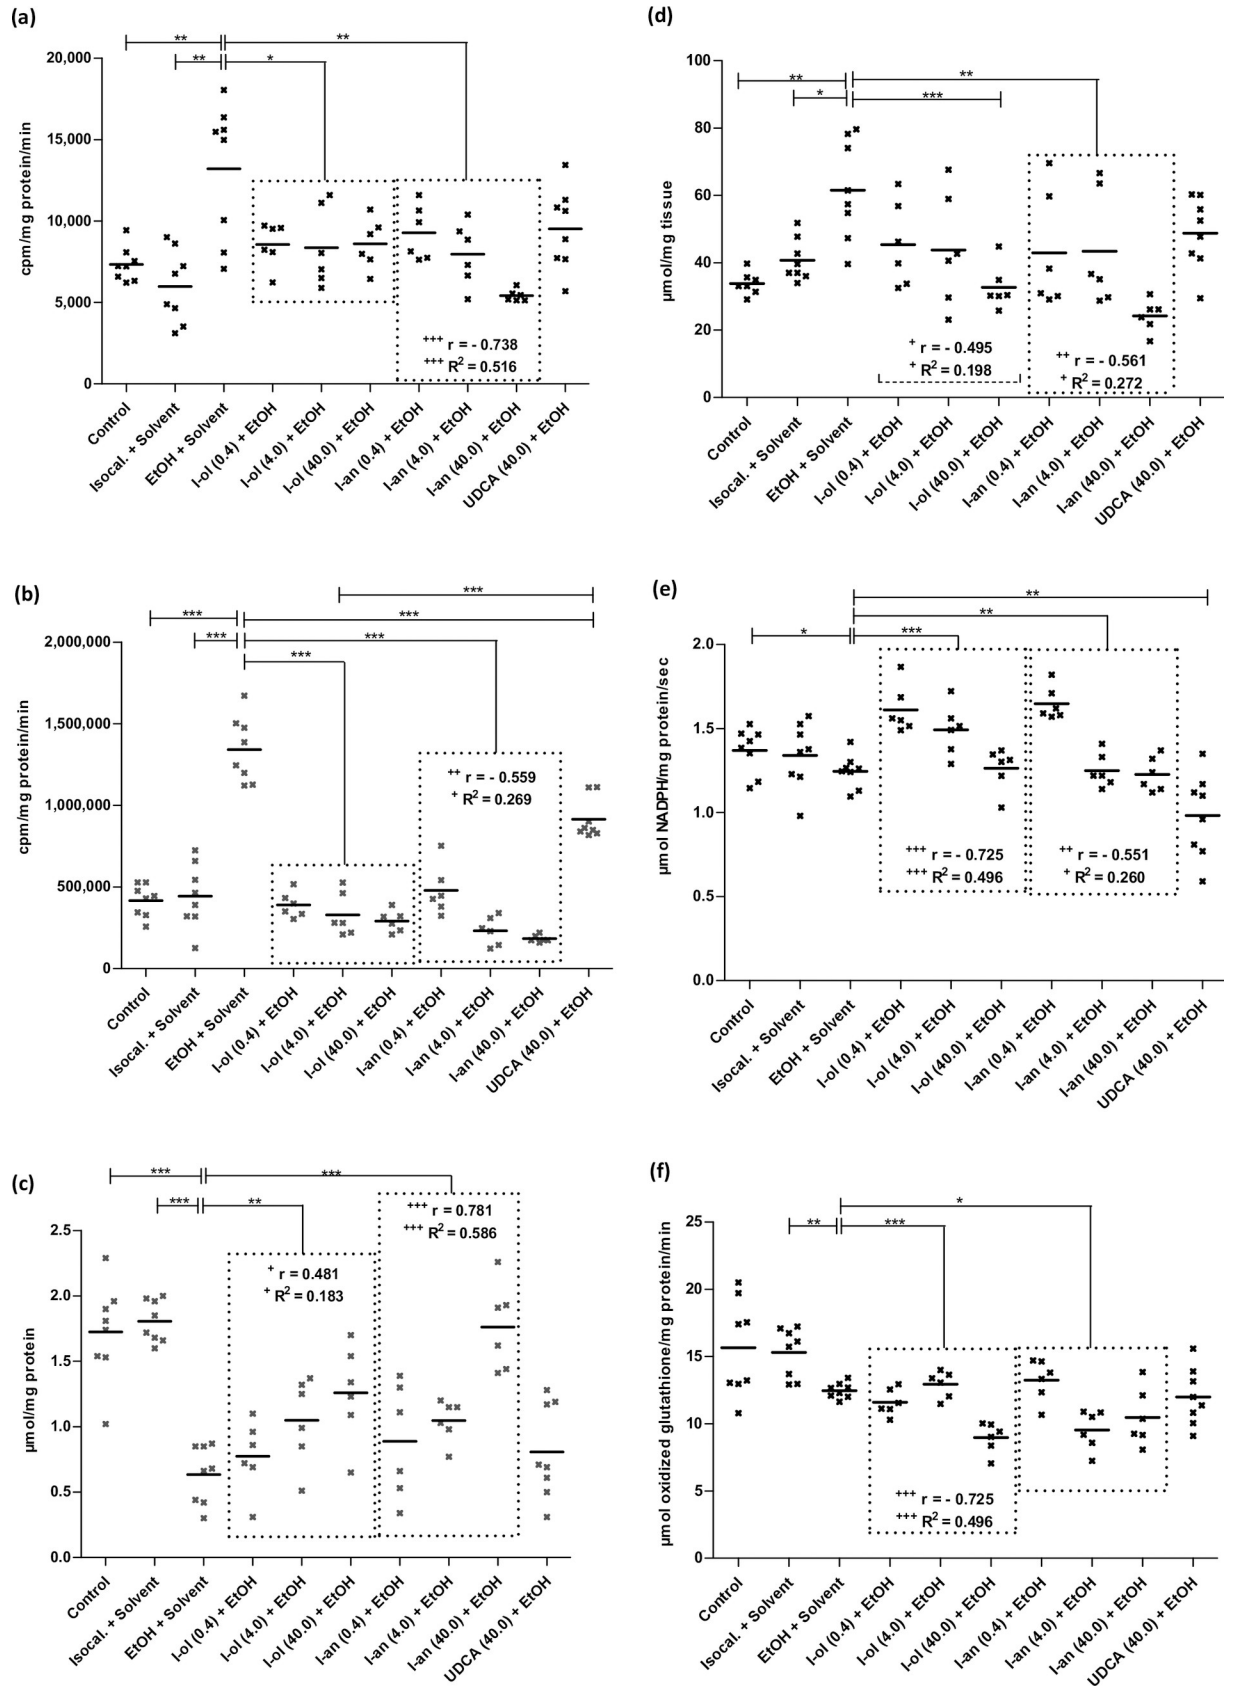 (a)
**
**
**
*
cpm/mg protein/min
20,000
15,000
10,000
5,000
0
+++ r = - 0.738
+++ R2 = 0.516
Control
Isocal. + Solvent
EtOH + Solvent
I-ol (0.4) + EtOH
I-ol (4.0) + EtOH
I-ol (40.0) + EtOH
I-an (0.4) + EtOH
I-an (4.0) + EtOH
I-an (40.0) + EtOH
UDCA (40.0) + EtOH
(b)
***
***
***
***
***
***
cpm/mg protein/min
2,000,000
1,500,000
1,000,000
500,000
0
++ r = - 0.559
+ R2 = 0.269
Control
Isocal. + Solvent
EtOH + Solvent
I-ol (0.4) + EtOH
I-ol (4.0) + EtOH
I-ol (40.0) + EtOH
I-an (0.4) + EtOH
I-an (4.0) + EtOH
I-an (40.0) + EtOH
UDCA (40.0) + EtOH
(c)
***
***
***
**
µmol/mg protein
2.5
2.0
1.5
1.0
0.5
0.0
+++ r = 0.781
+++ R2 = 0.586
+ r = 0.481
+ R2 = 0.183
Control
Isocal. + Solvent
EtOH + Solvent
I-ol (0.4) + EtOH
I-ol (4.0) + EtOH
I-ol (40.0) + EtOH
I-an (0.4) + EtOH
I-an (4.0) + EtOH
I-an (40.0) + EtOH
UDCA (40.0) + EtOH
(d)
**
**
*
***
µmol/mg tissue
100
80
60
40
20
0
+ r = - 0.495
+ R2 = 0.198
++ r = - 0.561
+ R2 = 0.272
Control
Isocal. + Solvent
EtOH + Solvent
I-ol (0.4) + EtOH
I-ol (4.0) + EtOH
I-ol (40.0) + EtOH
I-an (0.4) + EtOH
I-an (4.0) + EtOH
I-an (40.0) + EtOH
UDCA (40.0) + EtOH
(e)
**
**
*
***
µmol NADPH/mg protein/sec
2.0
1.5
1.0
0.5
0.0
+++ r = - 0.725
+++ R2 = 0.496
++ r = - 0.551
+ R2 = 0.260
Control
Isocal. + Solvent
EtOH + Solvent
I-ol (0.4) + EtOH
I-ol (4.0) + EtOH
I-ol (40.0) + EtOH
I-an (0.4) + EtOH
I-an (4.0) + EtOH
I-an (40.0) + EtOH
UDCA (40.0) + EtOH
(f)
*
**
***
µmol oxidized glutathione/mg protein/min
25
20
15
10
5
0
+++ r = - 0.725
+++ R2 = 0.496
Control
Isocal. + Solvent
EtOH + Solvent
I-ol (0.4) + EtOH
I-ol (4.0) + EtOH
I-ol (40.0) + EtOH
I-an (0.4) + EtOH
I-an (4.0) + EtOH
I-an (40.0) + EtOH
UDCA (40.0) + EtOH